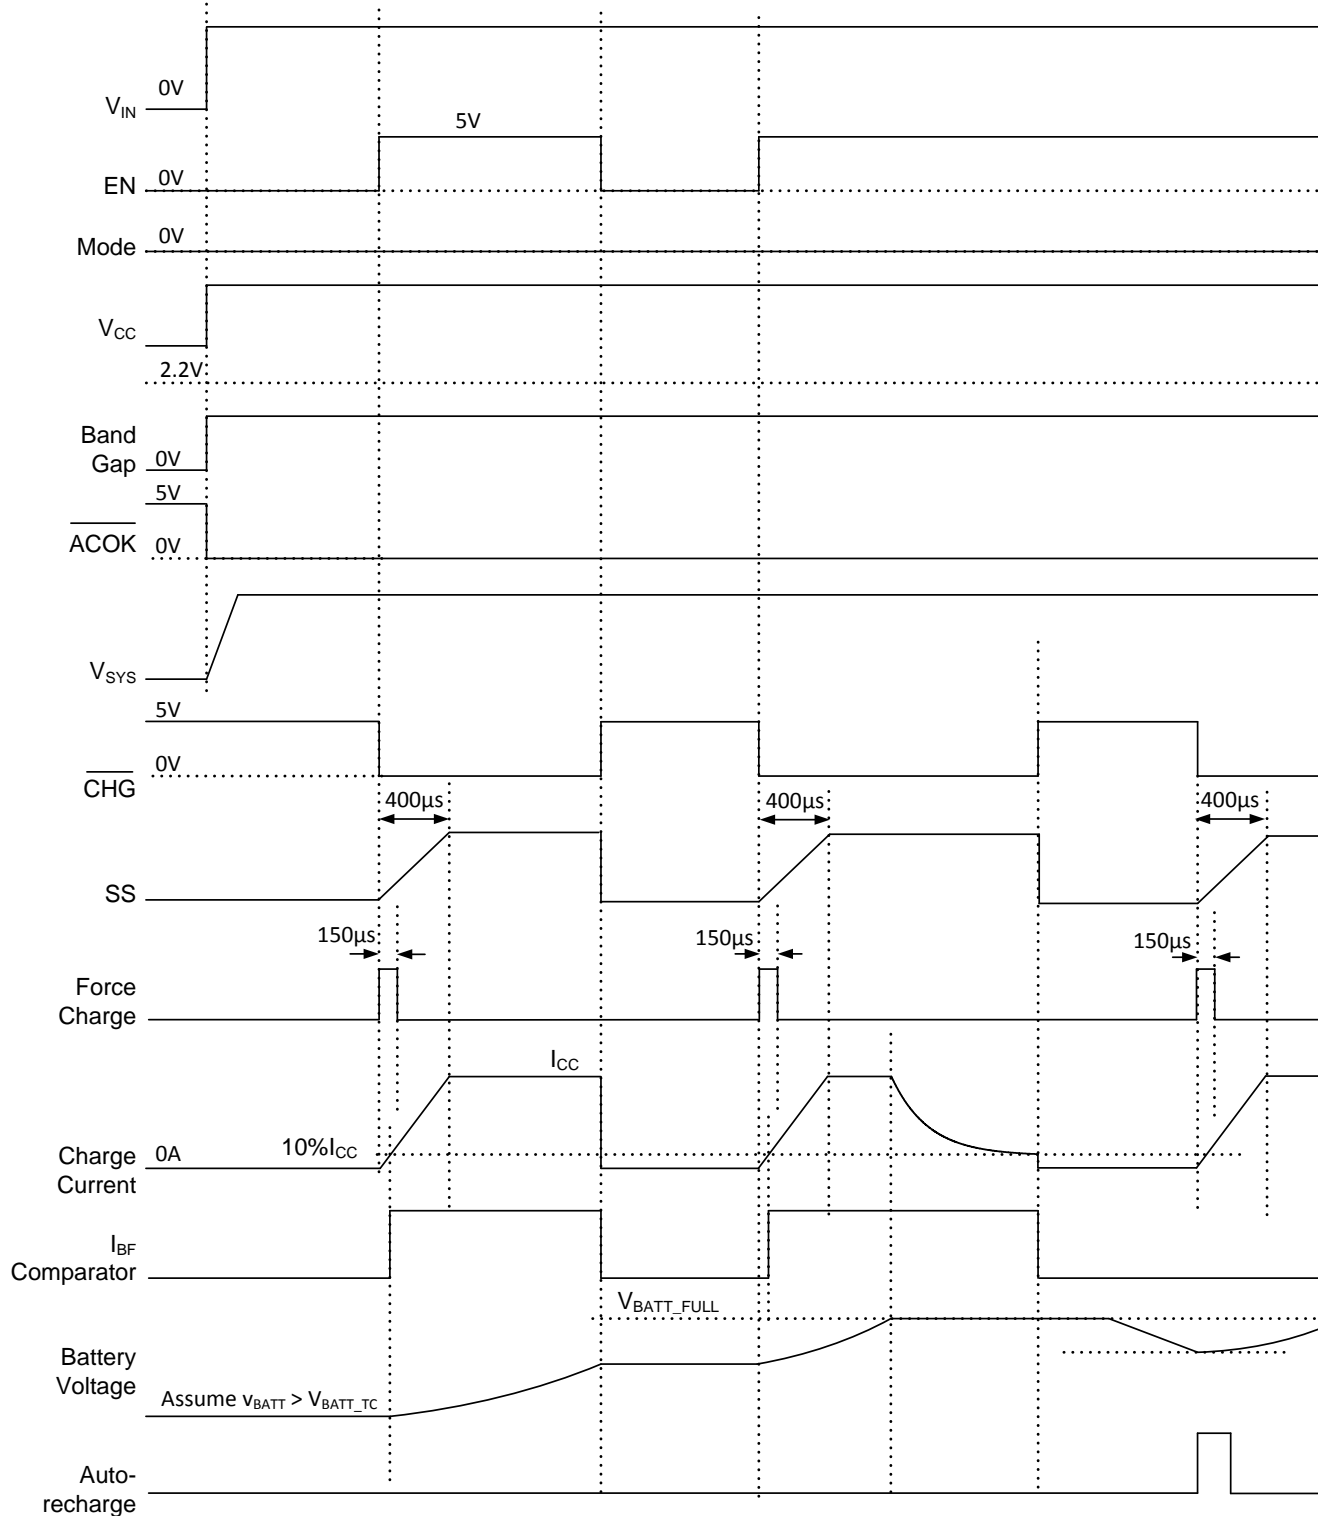 0V
V_IN
5V
0V
EN
0V
Mode
V_CC
2.2V
Band
Gap
0V
5V
ACOK
0V
V_SYS
5V
0V
CHG
400μs
400μs
400μs
SS
150μs
150μs
150μs
Force
Charge
I_CC
10%I_CC
Charge
Current
0A
I_BF
Comparator
V_BATT_FULL
Battery
Voltage
Assume v_BATT > V_BATT_TC
Auto-
recharge